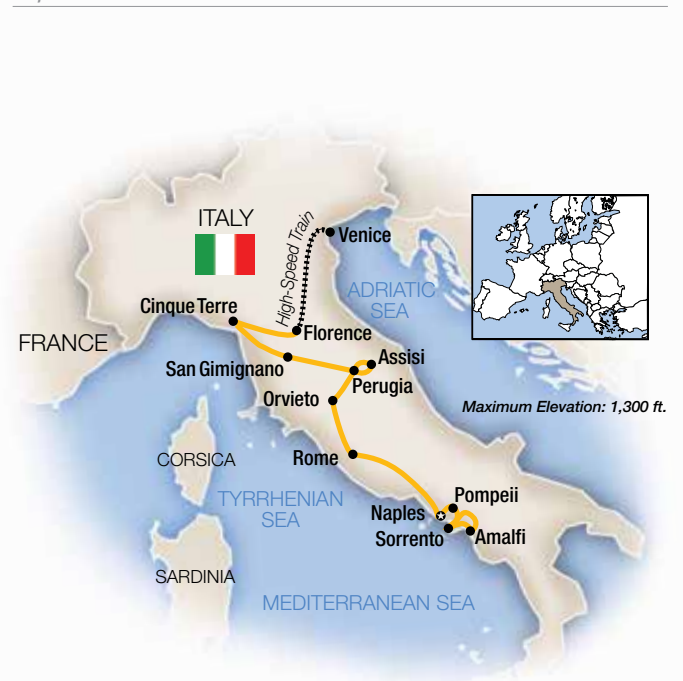 ITALY
High-Speed Train
Venice
ADRIATIC
SEA
Cinque Terre
Florence
FRANCE
San Gimignano
Assisi
Perugia
Orvieto
Maximum Elevation: 1,300 ft.
CORSICA
Rome
TYRRHENIAN
SEA
Pompeii
Naples
Sorrento
Amalfi
SARDINIA
MEDITERRANEAN SEA